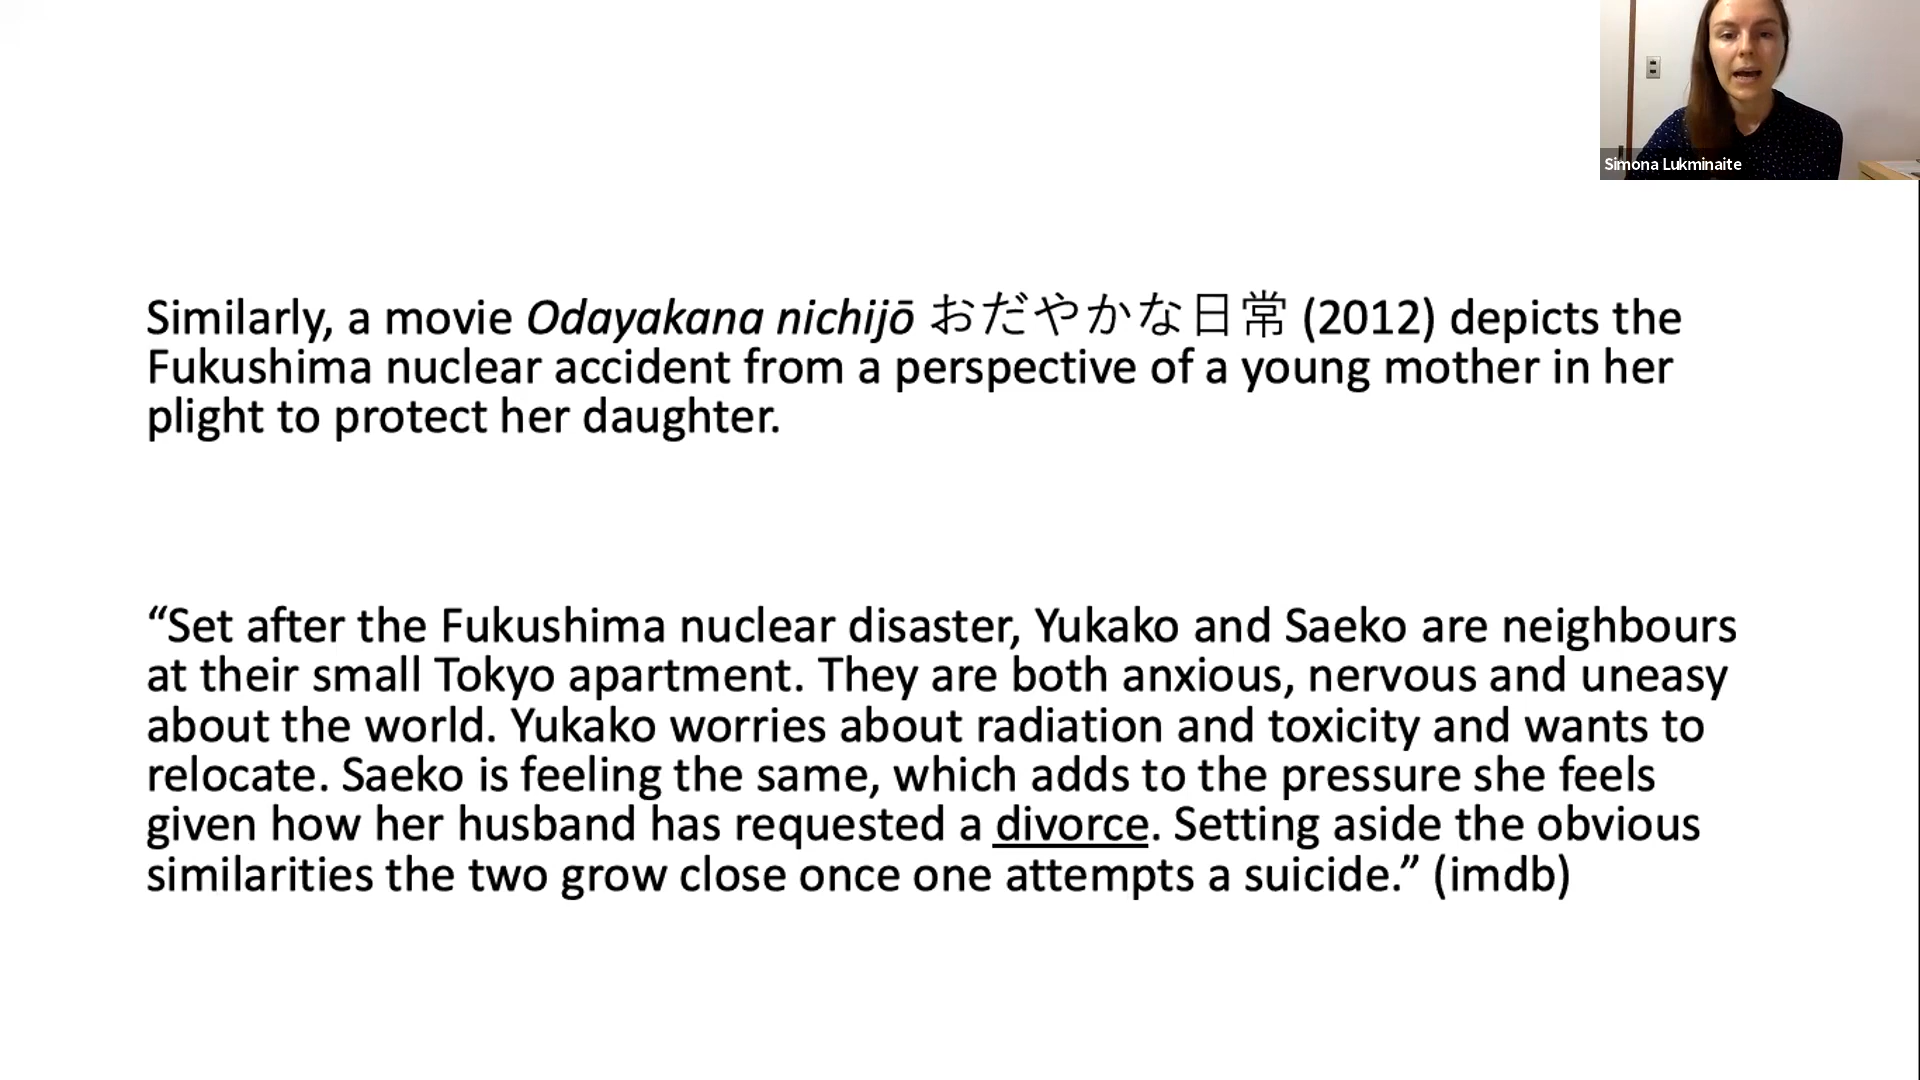 Simona Lukminaite
Similarly, a movie Odayakana nichijō おだやかな日常 (2012) depicts the
Fukushima nuclear accident from a perspective of a young mother in her
plight to protect her daughter.
“Set after the Fukushima nuclear disaster, Yukako and Saeko are neighbours
at their small Tokyo apartment. They are both anxious, nervous and uneasy
about the world. Yukako worries about radiation and toxicity and wants to
relocate. Saeko is feeling the same, which adds to the pressure she feels
given how her husband has requested a divorce. Setting aside the obvious
similarities the two grow close once one attempts a suicide.” (imdb)